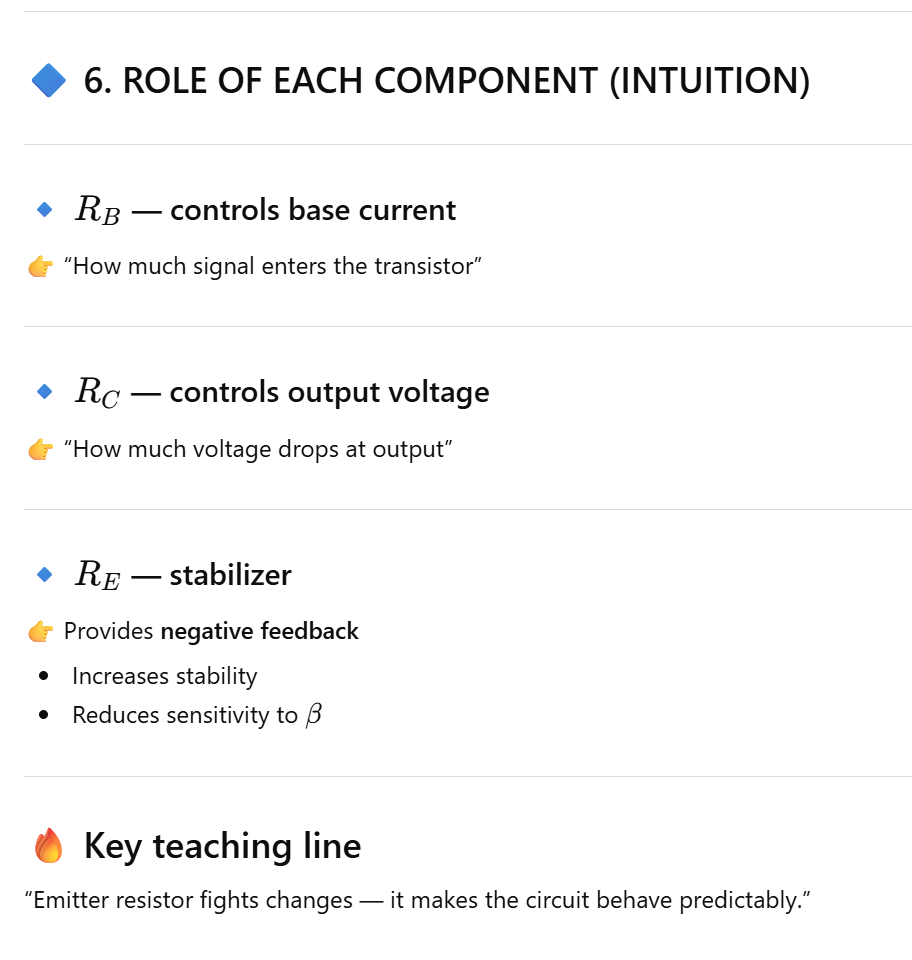 6. ROLE OF EACH COMPONENT (INTUITION)
R_B — controls base current
“How much signal enters the transistor”
R_C — controls output voltage
“How much voltage drops at output”
R_E — stabilizer
Provides negative feedback
• Increases stability
• Reduces sensitivity to β
Key teaching line
“Emitter resistor fights changes — it makes the circuit behave predictably.”